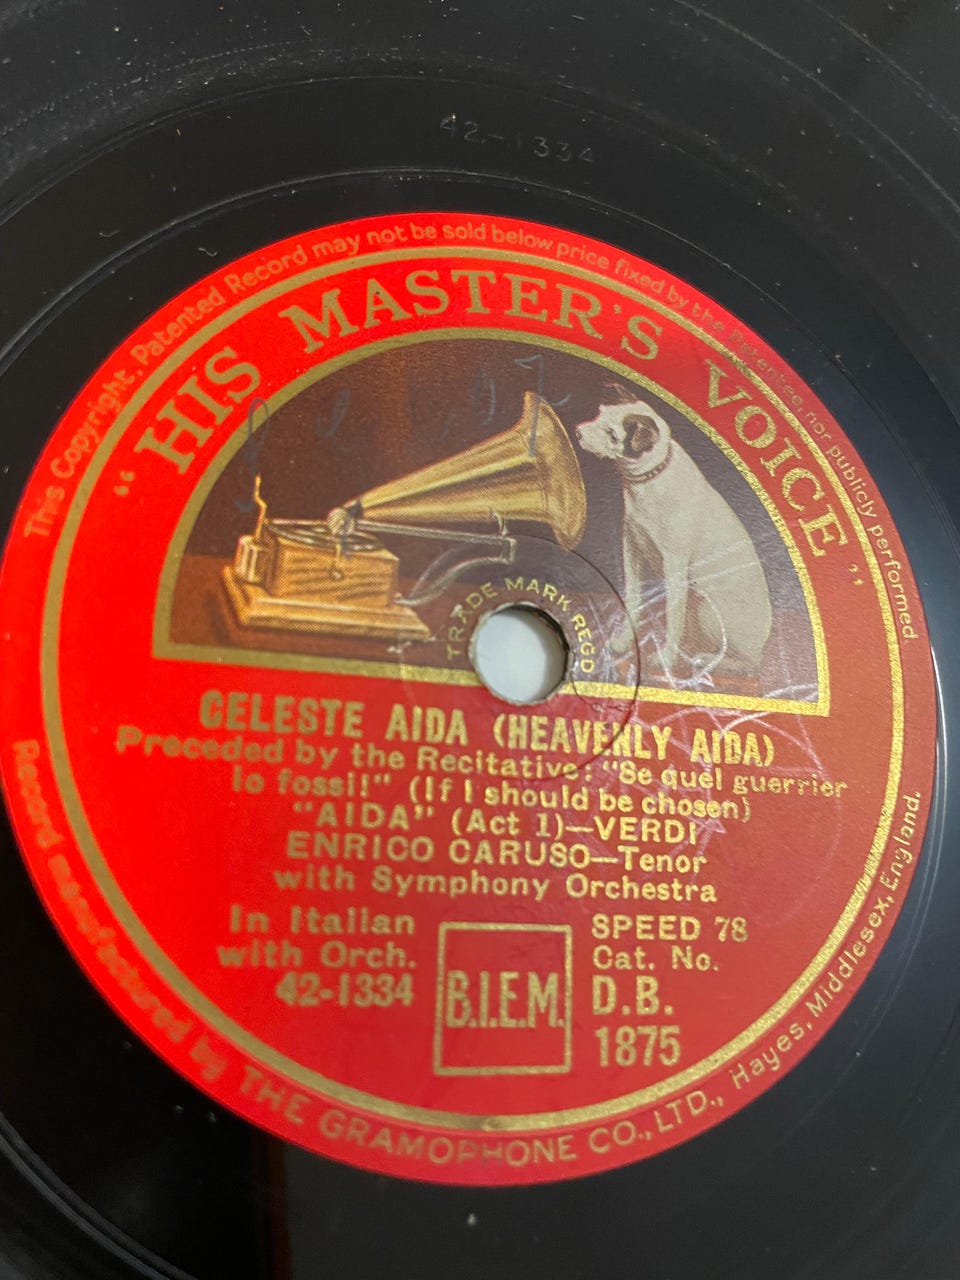 42-1334
This Copyright, Patented Record may not be sold below price fixed by the Patentee, nor publicly performed.
"HIS MASTER'S VOICE"
TRADE MARK REGD
CELESTE AIDA (HEAVENLY AIDA)
Preceded by the Recitative: "Se quel guerrier
Io fossi!" (If I should be chosen)
"AIDA" (Act 1)—VERDI
ENRICO CARUSO—Tenor
with Symphony Orchestra
In Italian
with Orch.
42-1334
B.I.E.M.
SPEED 78
Cat. No.
D.B.
1875
Record manufactured by THE GRAMOPHONE CO., LTD., Hayes, Middlesex, England.